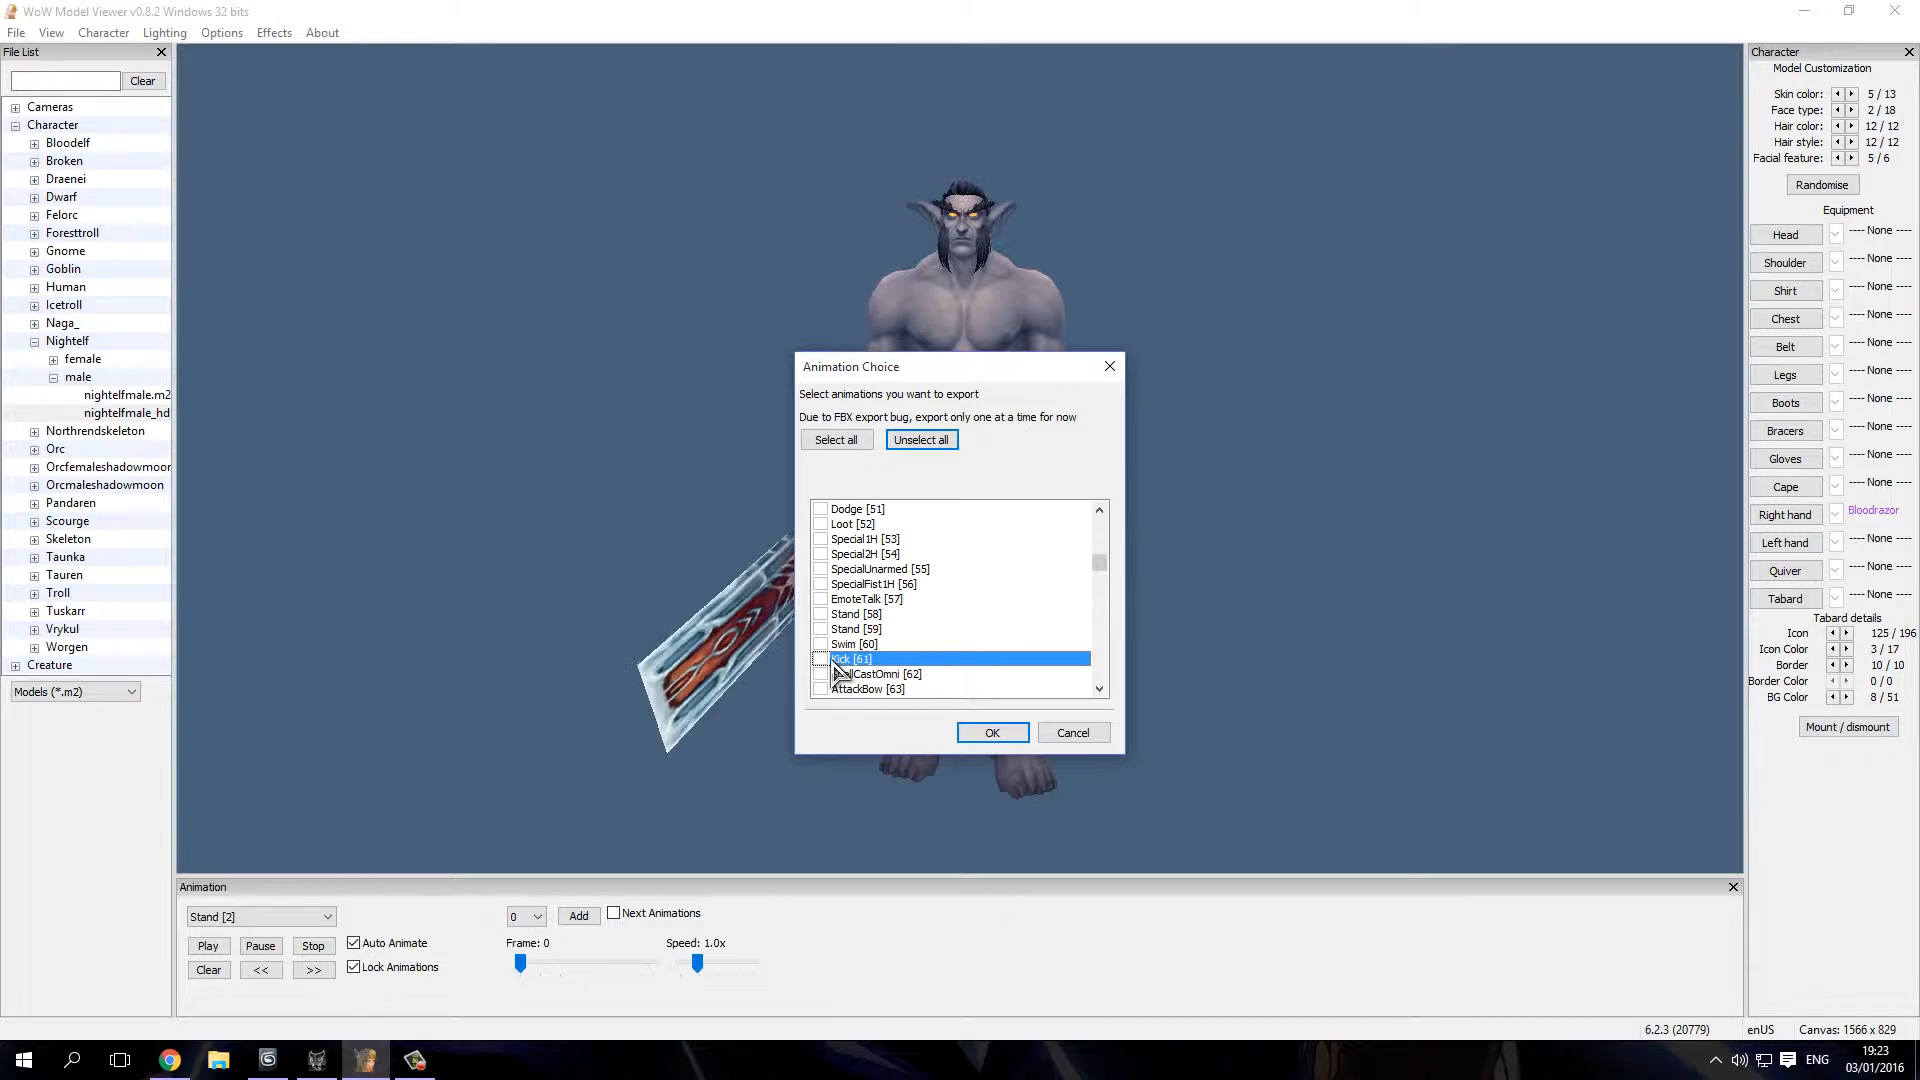 WoW Model Viewer v0.8.2 Windows 32 bits
File View Character Lighting Options Effects About
File List
Clear
Cameras
Character
Bloodelf
Broken
Draenei
Dwarf
Felorc
Foresttroll
Gnome
Goblin
Human
Icetroll
Naga_
Nightelf
female
male
nightelfmale.m2
nightelfmale_hd
Northrendskeleton
Orc
Orcfemaleshadowmoon
Orcmaleshadowmoon
Pandaren
Scourge
Skeleton
Taunka
Tauren
Troll
Tuskarr
Vrykul
Worgen
Creature
Models (*.m2)
Animation Choice
Select animations you want to export
Due to FBX export bug, export only one at a time for now
Select all Unselect all
Dodge [51]
Loot [52]
Special1H [53]
Special2H [54]
SpecialUnarmed [55]
SpecialFist1H [56]
EmoteTalk [57]
Stand [58]
Stand [59]
Swim [60]
Kick [61]
CastOmni [62]
AttackBow [63]
OK Cancel
Character
Model Customization
Skin color: 5 / 13
Face type: 2 / 18
Hair color: 12 / 12
Hair style: 12 / 12
Facial feature: 5 / 6
Randomise
Equipment
Head ---- None ----
Shoulder ---- None ----
Shirt ---- None ----
Chest ---- None ----
Belt ---- None ----
Legs ---- None ----
Boots ---- None ----
Bracers ---- None ----
Gloves ---- None ----
Cape ---- None ----
Right hand Bloodrazor
Left hand ---- None ----
Quiver ---- None ----
Tabard ---- None ----
Tabard details
Icon 125 / 196
Icon Color 3 / 17
Border 10 / 10
Border Color 0 / 0
BG Color 8 / 51
Mount / dismount
Animation
Stand [2] 0 Add Next Animations
Play Pause Stop Auto Animate Frame: 0 Speed: 1.0x
Clear << >> Lock Animations
6.2.3 (20779) enUS Canvas: 1566 x 829
ENG 19:23
03/01/2016